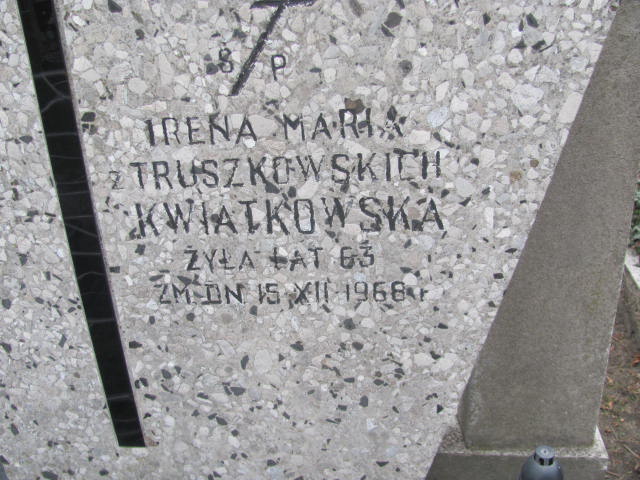 Ś P
IRENA MARIA
z TRUSZKOWSKICH
KWIATKOWSKA
ŻYŁA LAT 63
ZM DN 15 XII 1968 r